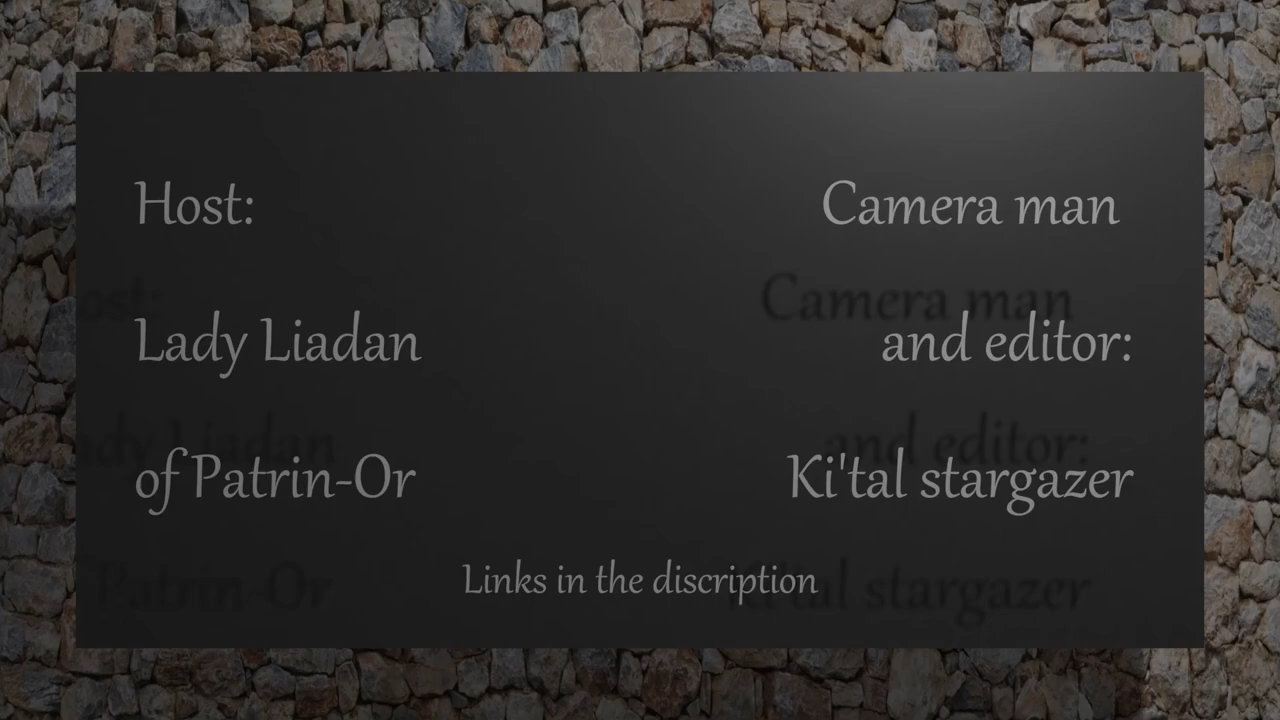 Host:
Lady Liadan
of Patrin-Or
Camera man
and editor:
Ki'tal stargazer
Links in the discription